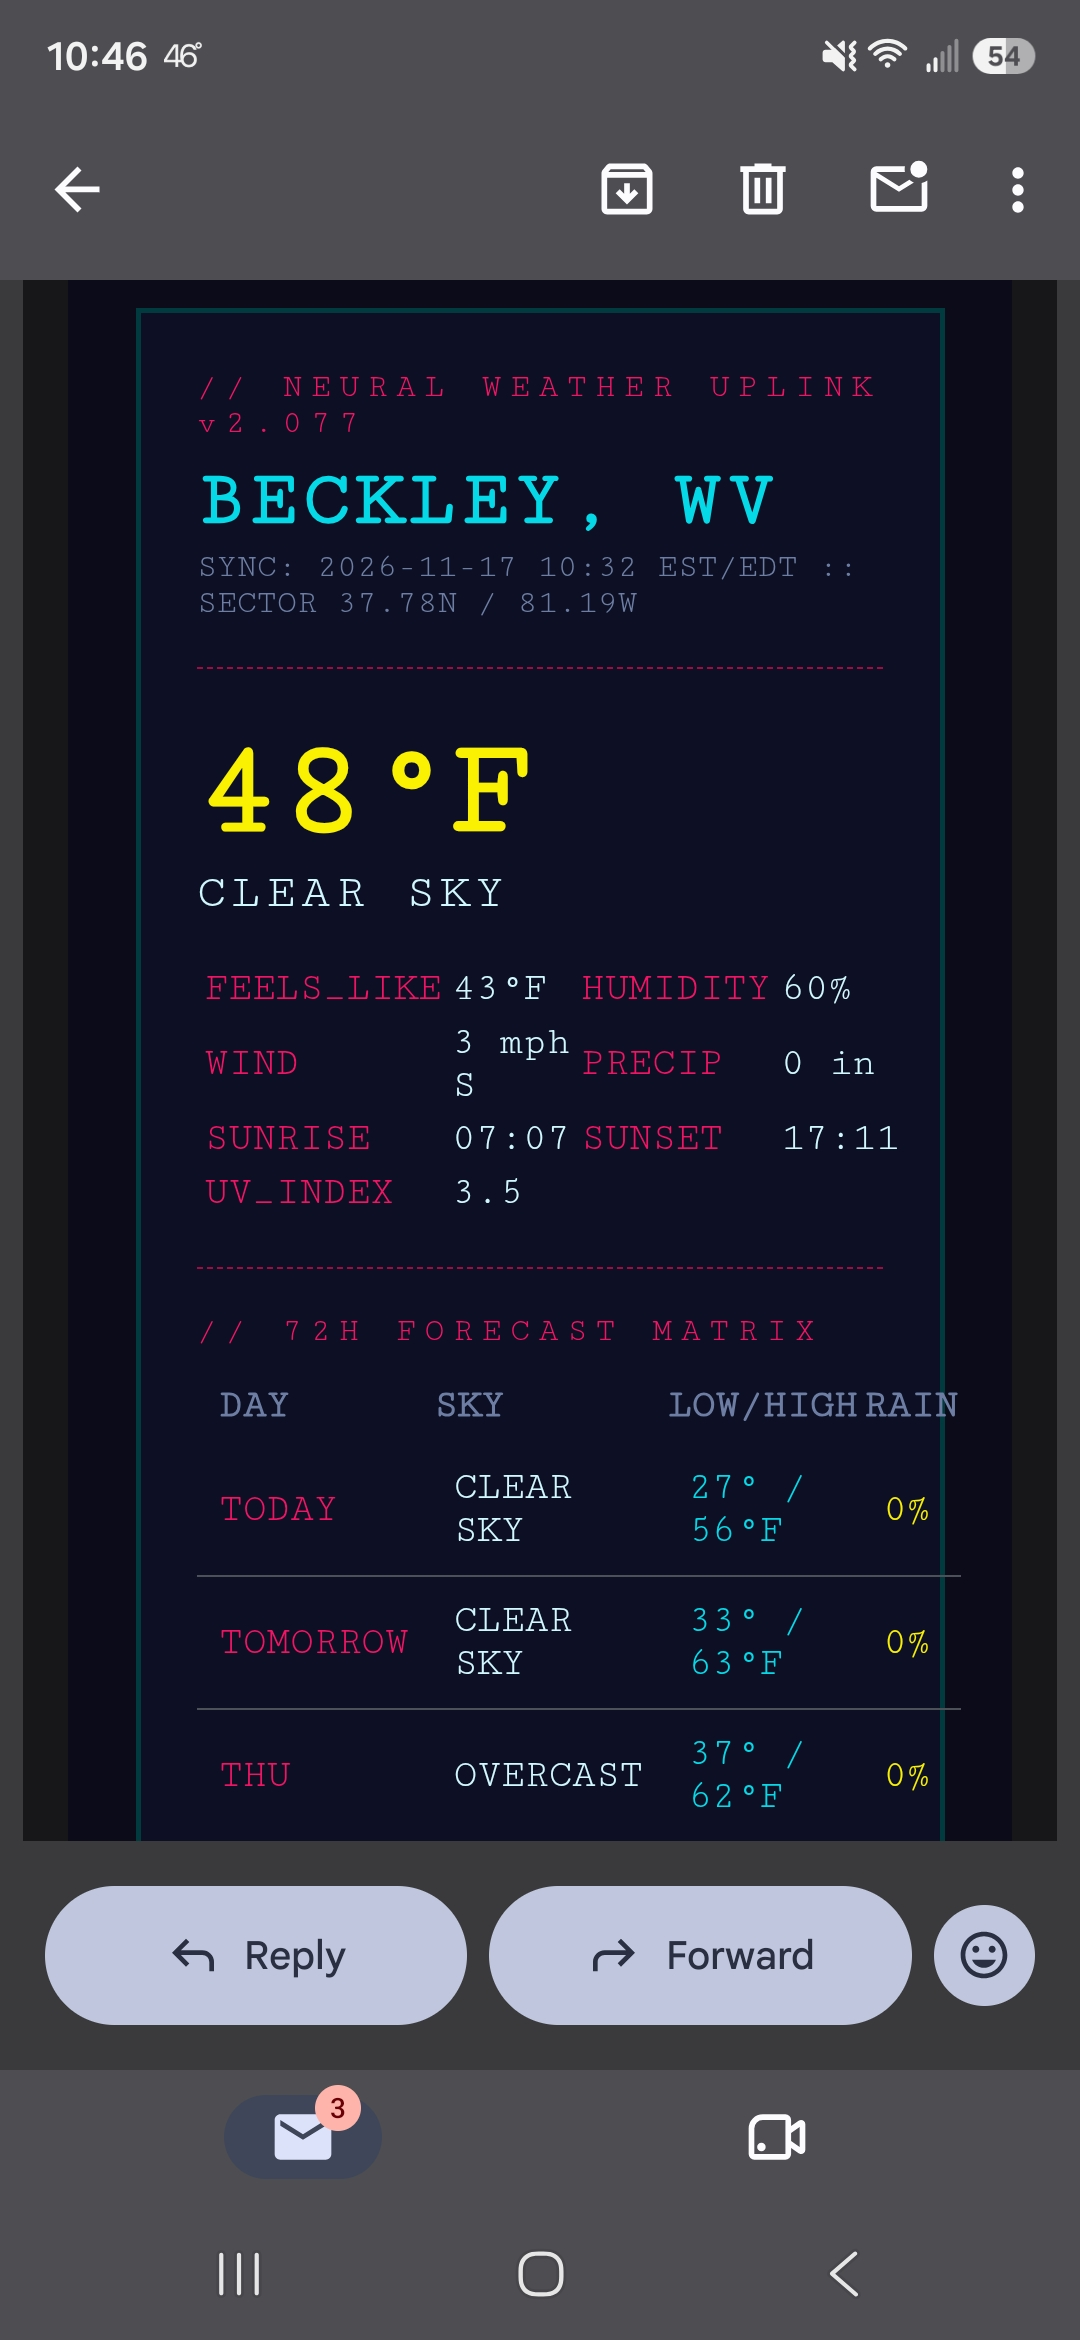 10:46 46° 54
// NEURAL WEATHER UPLINK
v2.077
BECKLEY, WV
SYNC: 2026-11-17 10:32 EST/EDT ::
SECTOR 37.78N / 81.19W
48°F
CLEAR SKY
FEELS_LIKE 43°F HUMIDITY 60%
WIND 3 mph S PRECIP 0 in
SUNRISE 07:07 SUNSET 17:11
UV_INDEX 3.5
// 72H FORECAST MATRIX
DAY SKY LOW/HIGH RAIN
TODAY CLEAR SKY 27° / 56°F 0%
TOMORROW CLEAR SKY 33° / 63°F 0%
THU OVERCAST 37° / 62°F 0%
Reply Forward
3